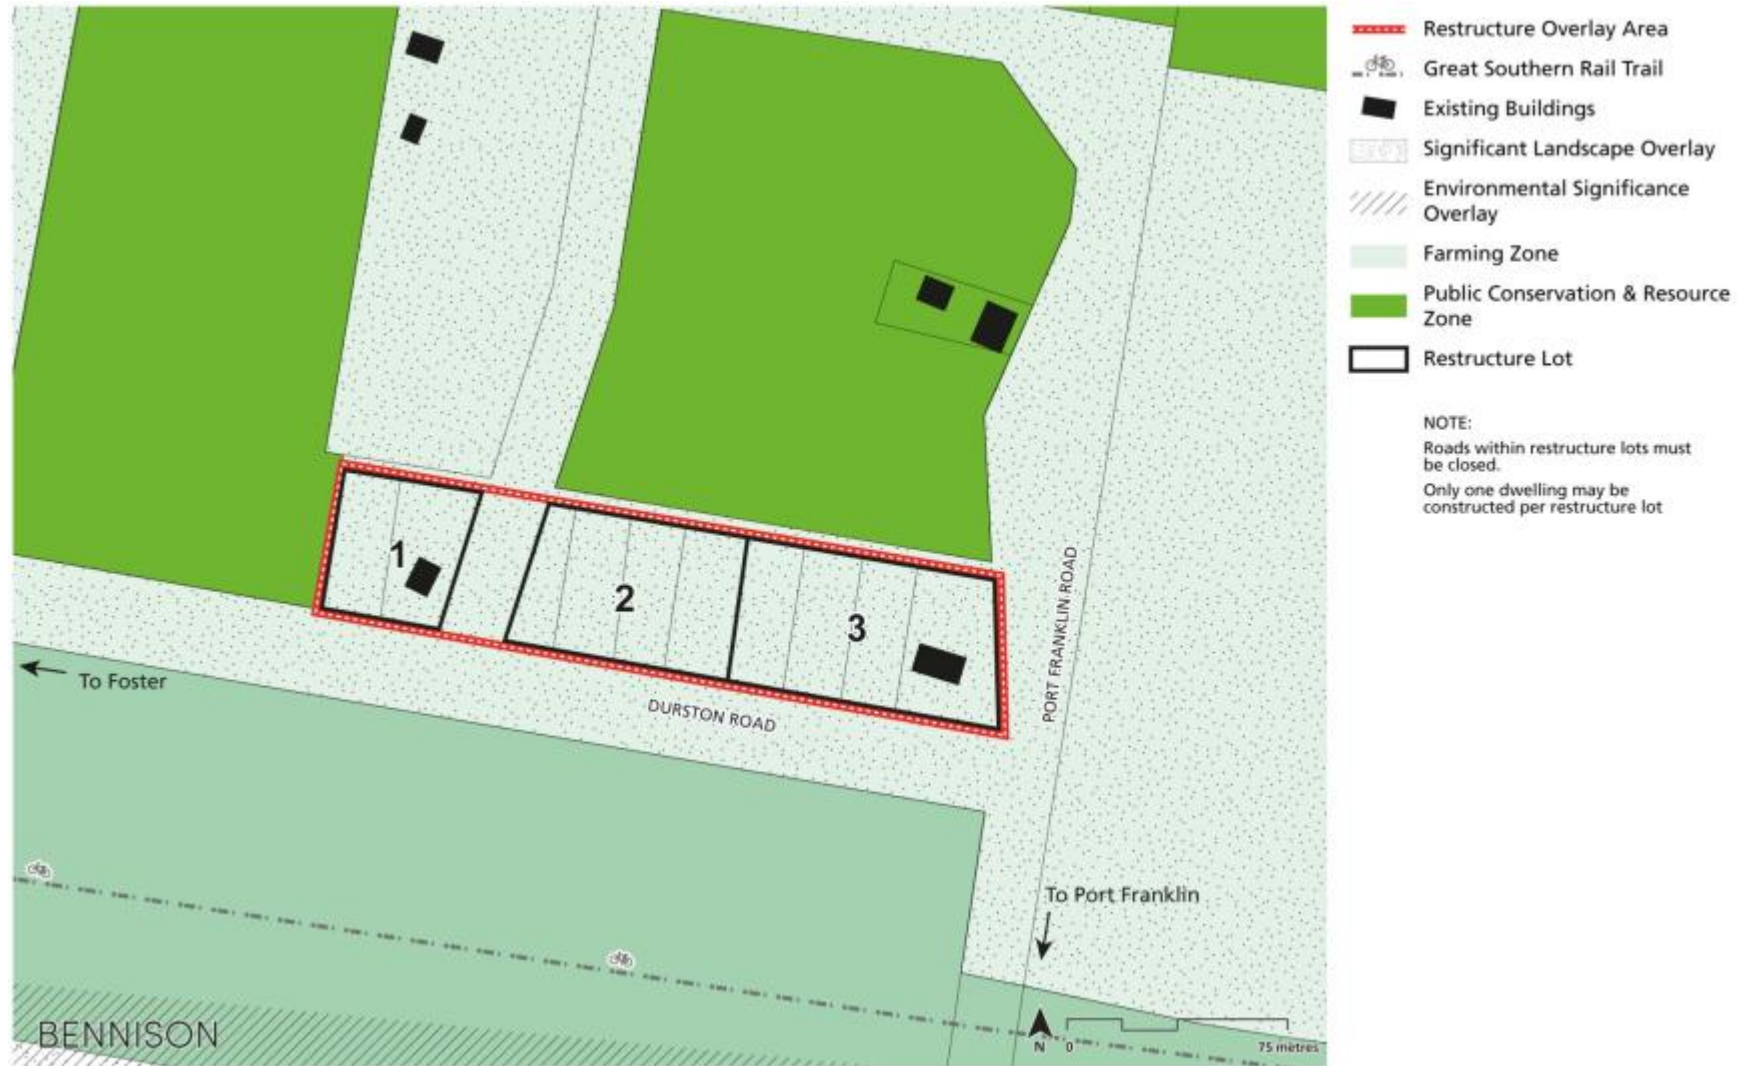 Restructure Overlay Area
Great Southern Rail Trail
Existing Buildings
Significant Landscape Overlay
Environmental Significance
Overlay
Farming Zone
Public Conservation & Resource
Zone
Restructure Lot
NOTE:
Roads within restructure lots must
be closed.
Only one dwelling may be
constructed per restructure lot
1
2
3
PORT FRANKLIN ROAD
To Foster
DURSTON ROAD
To Port Franklin
BENNISON
N 0 75 metres